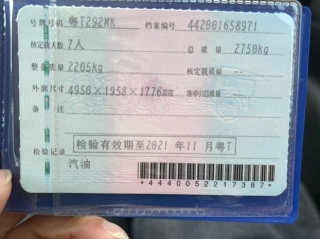 号牌号码 粤T292MK 档案编号 442001658971
核定载人数 7人 总质量 2750kg
整备质量 2205kg 核定载质量
外廓尺寸 4950×1958×1776mm 准牵引总质量
备注
检验有效期至2021年11月粤T
检验记录
汽油
*4440052217387*